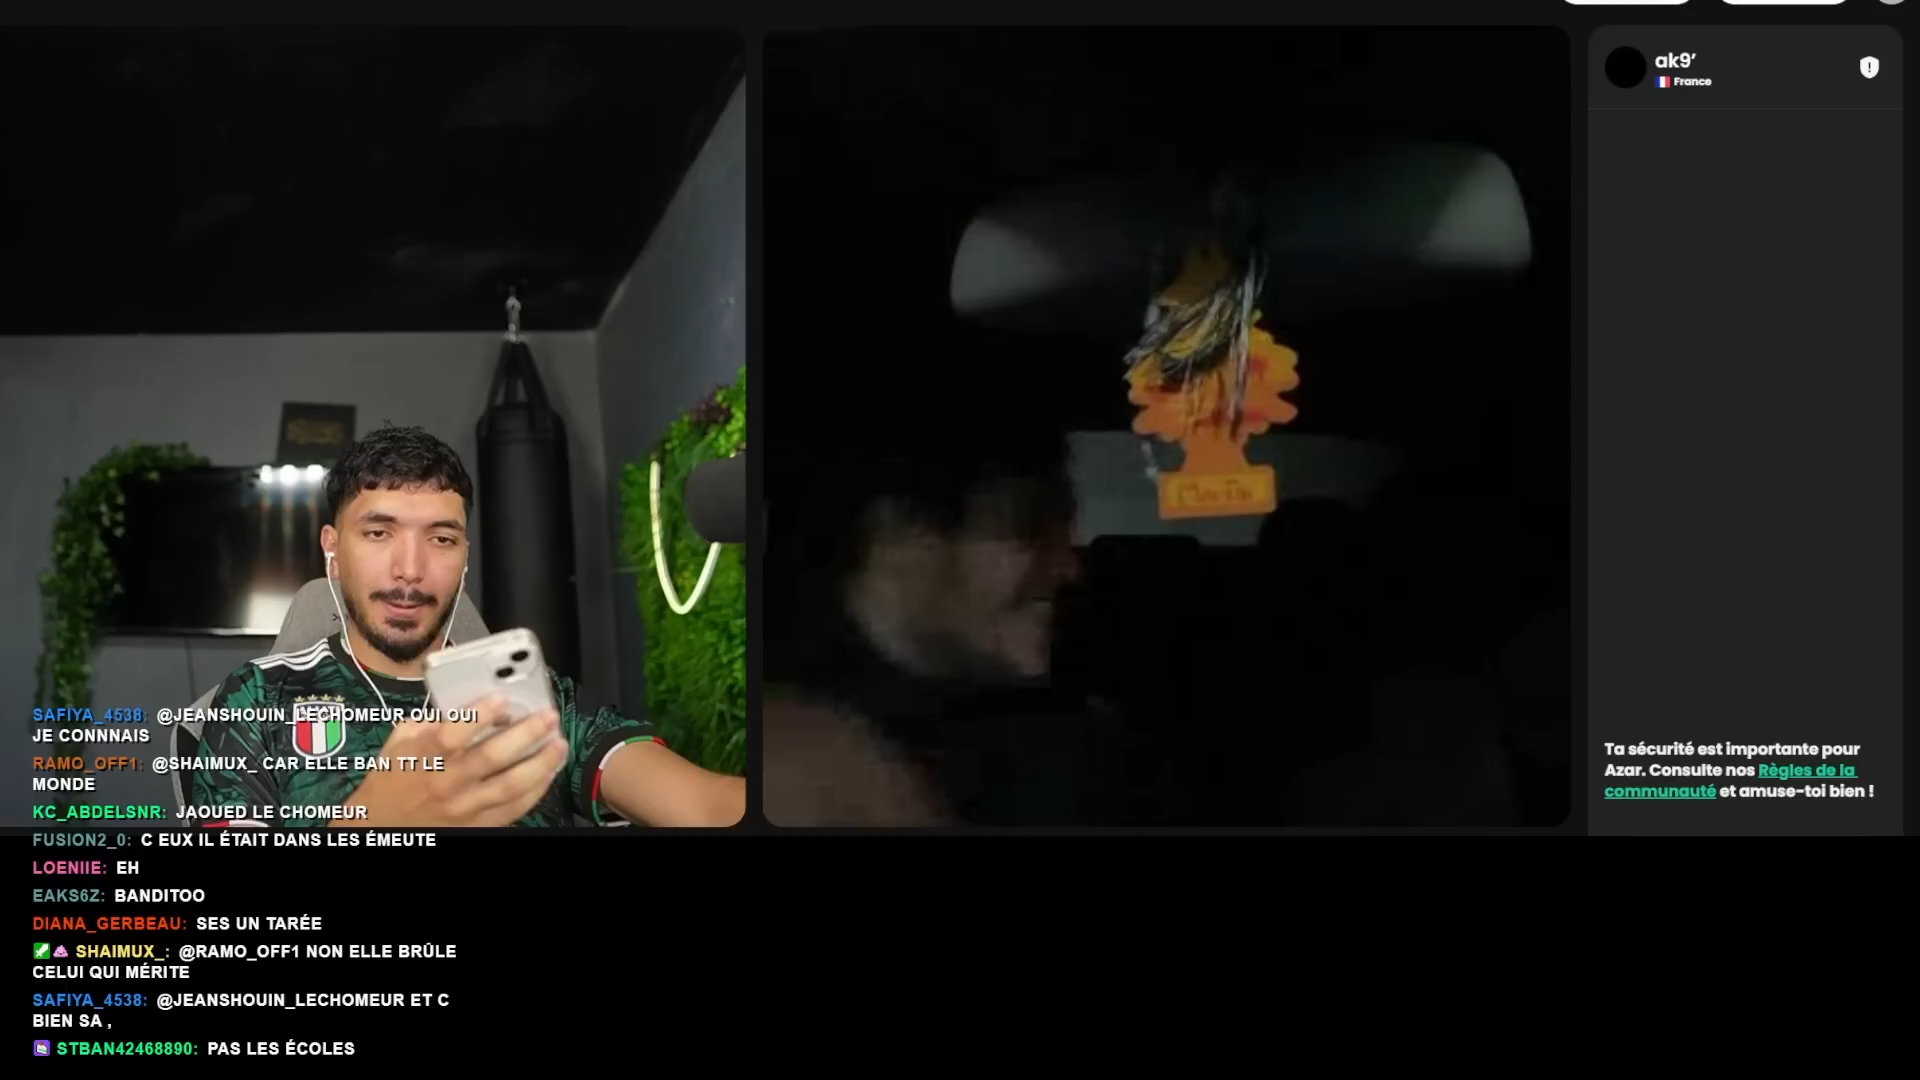 ak9’
France
Ta sécurité est importante pour
Azar. Consulte nos Règles de la
communauté et amuse-toi bien !
SAFIYA_4538: @JEANSHOUIN_LECHOMEUR OUI OUI
JE CONNNAIS
RAMO_OFF1: @SHAIMUX_ CAR ELLE BAN TT LE
MONDE
KC_ABDELSNR: JAOUED LE CHOMEUR
FUSION2_0: C EUX IL ÉTAIT DANS LES ÉMEUTE
LOENIIE: EH
EAKS6Z: BANDITOO
DIANA_GERBEAU: SES UN TARÉE
SHAIMUX_: @RAMO_OFF1 NON ELLE BRÛLE
CELUI QUI MÉRITE
SAFIYA_4538: @JEANSHOUIN_LECHOMEUR ET C
BIEN SA ,
STBAN42468890: PAS LES ÉCOLES